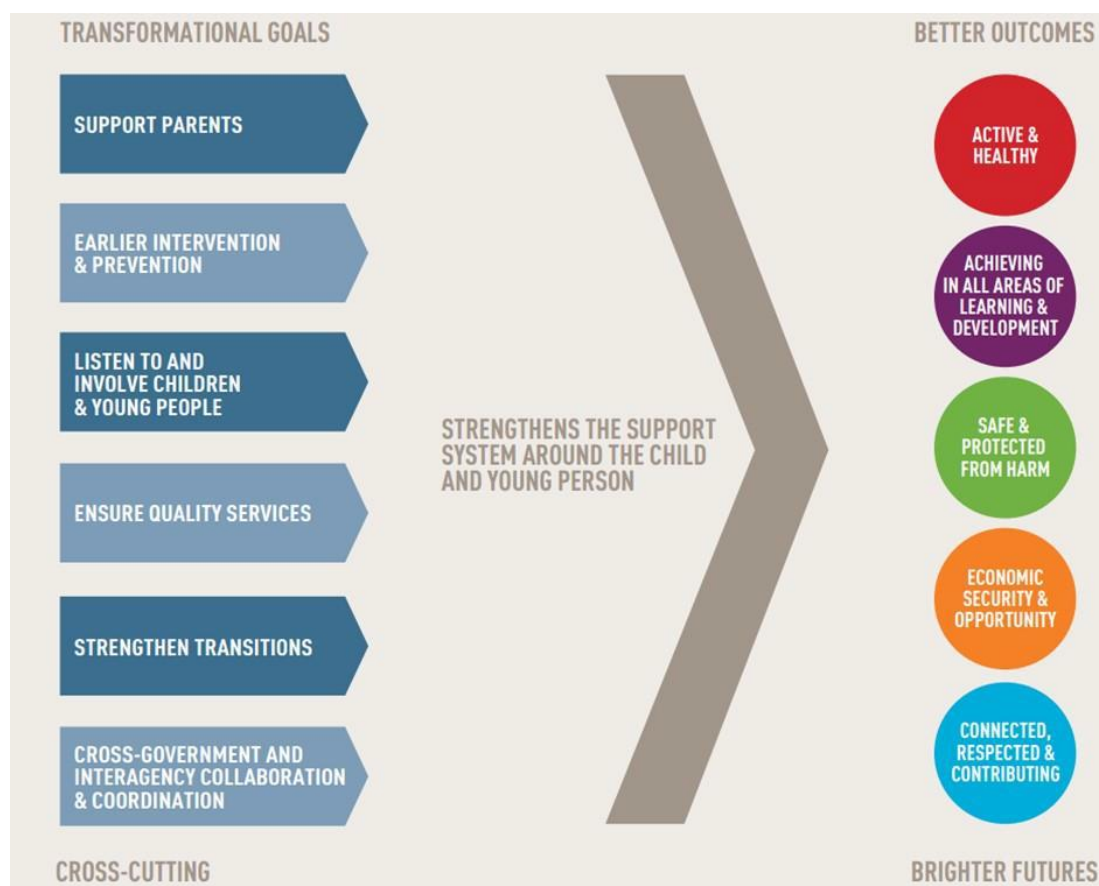 TRANSFORMATIONAL GOALS
SUPPORT PARENTS
EARLIER INTERVENTION
& PREVENTION
LISTEN TO AND
INVOLVE CHILDREN
& YOUNG PEOPLE
ENSURE QUALITY SERVICES
STRENGTHEN TRANSITIONS
CROSS-GOVERNMENT AND
INTERAGENCY COLLABORATION
& COORDINATION
CROSS-CUTTING
STRENGTHENS THE SUPPORT
SYSTEM AROUND THE CHILD
AND YOUNG PERSON
BETTER OUTCOMES
ACTIVE &
HEALTHY
ACHIEVING
IN ALL AREAS OF
LEARNING &
DEVELOPMENT
SAFE &
PROTECTED
FROM HARM
ECONOMIC
SECURITY &
OPPORTUNITY
CONNECTED,
RESPECTED &
CONTRIBUTING
BRIGHTER FUTURES